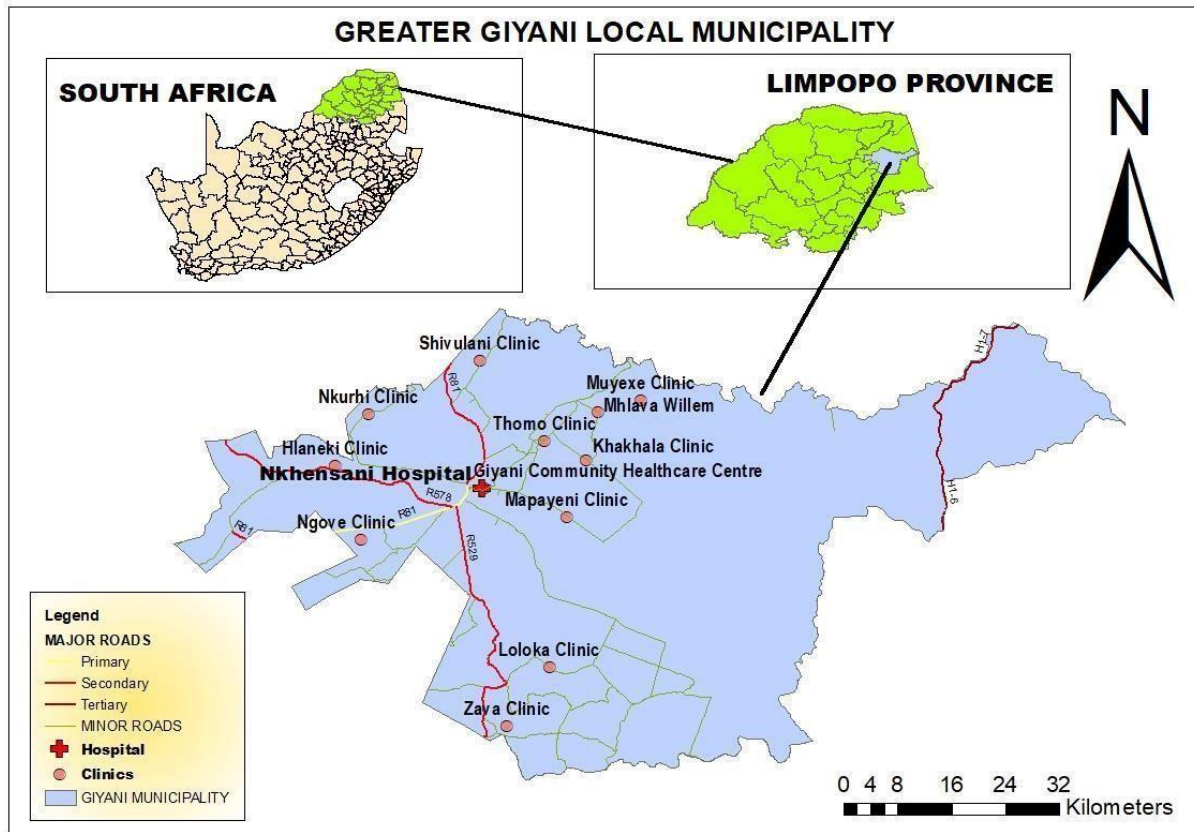 GREATER GIYANI LOCAL MUNICIPALITY
SOUTH AFRICA
LIMPOPO PROVINCE
N
Shivulani Clinic
R81
H1-7
Muyexe Clinic
Nkurhi Clinic
Mhlava Willem
Thomo Clinic
Hlaneki Clinic
Khakhala Clinic
Nkhensani Hospital
Giyani Community Healthcare Centre
R578
Mapayeni Clinic
H1-6
Ngove Clinic
R81
R81
R529
Loloka Clinic
Zava Clinic
Legend
MAJOR ROADS
Primary
Secondary
Tertiary
MINOR ROADS
Hospital
Clinics
GIYANI MUNICIPALITY
0 4 8 16 24 32
Kilometers